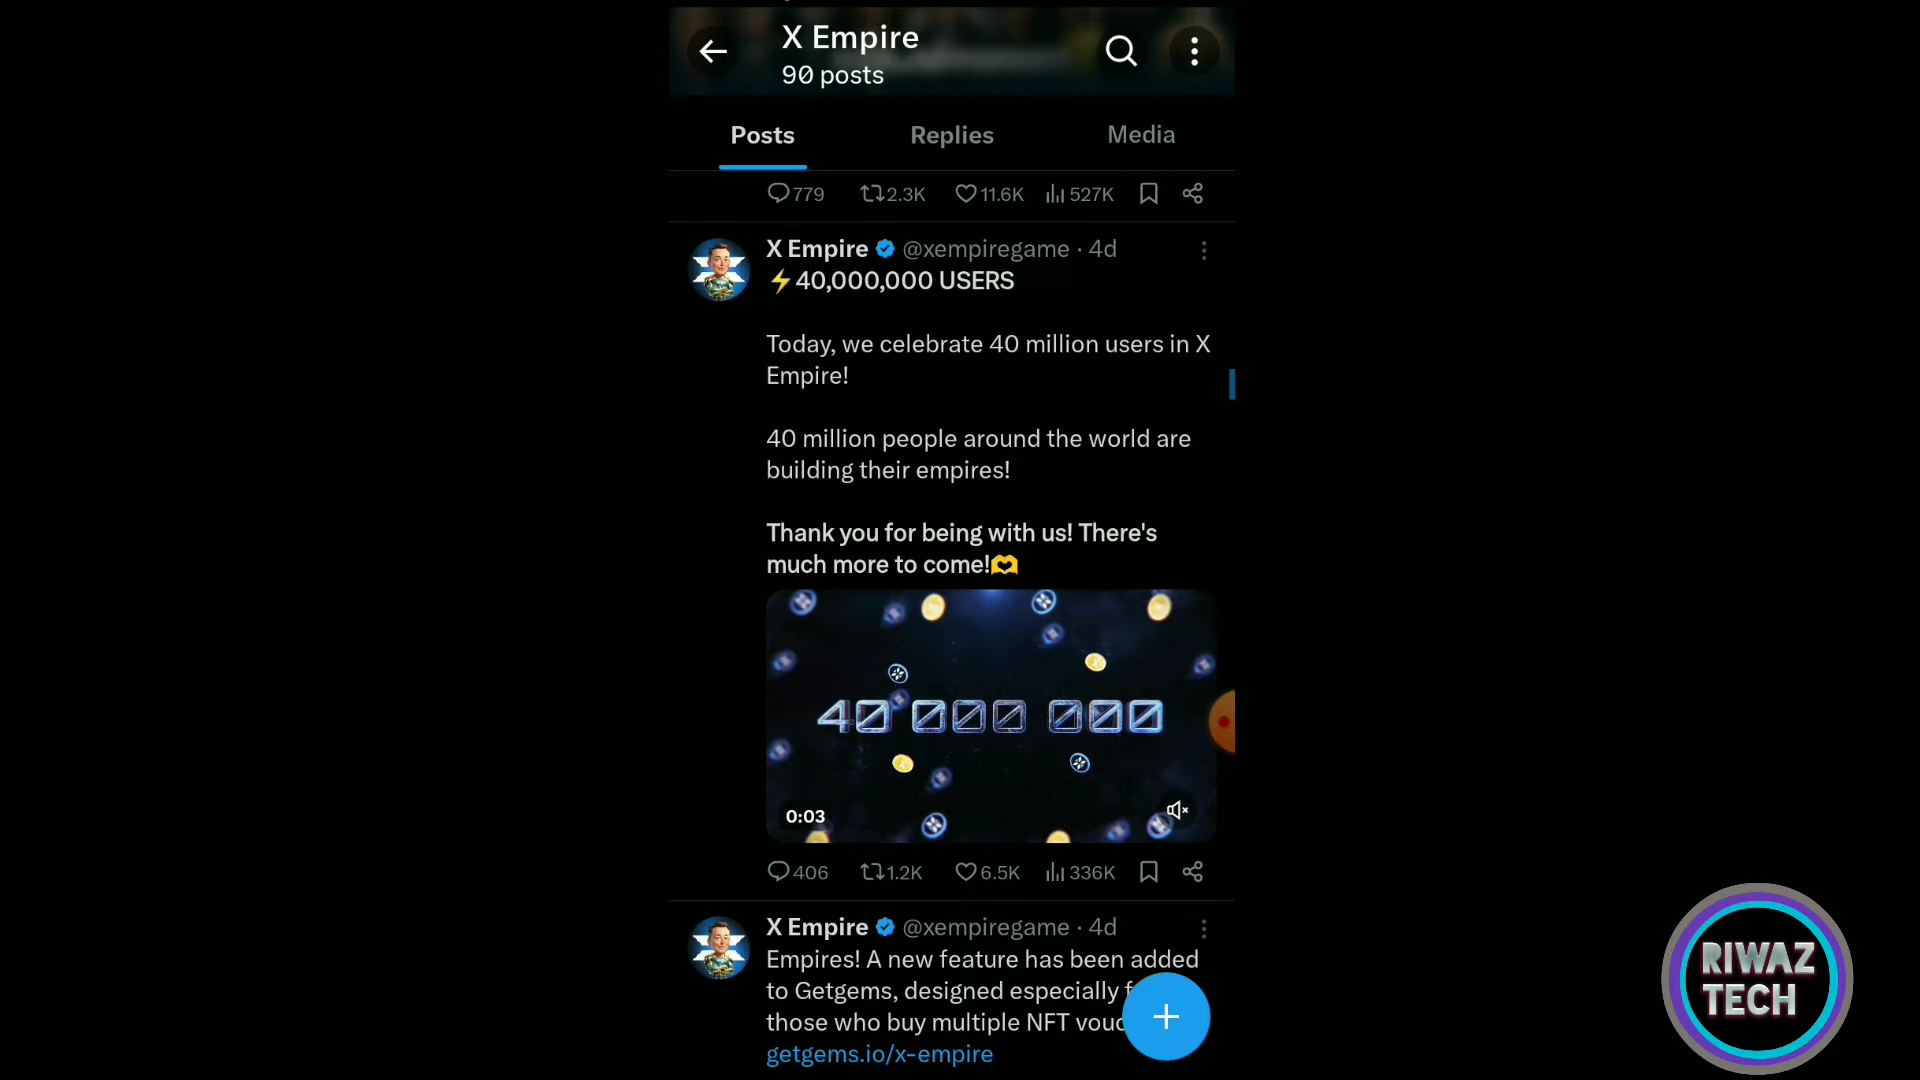 X Empire
90 posts
Posts
Replies
Media
779
2.3K
11.6K
527K
X Empire @xempiregame · 4d
⚡40,000,000 USERS
Today, we celebrate 40 million users in X
Empire!
40 million people around the world are
building their empires!
Thank you for being with us! There's
much more to come!🫶
40 000 000
0:03
406
1.2K
6.5K
336K
X Empire @xempiregame · 4d
Empires! A new feature has been added
to Getgems, designed especially
those who buy multiple NFT
getgems.io/x-empire
RIWAZ
TECH